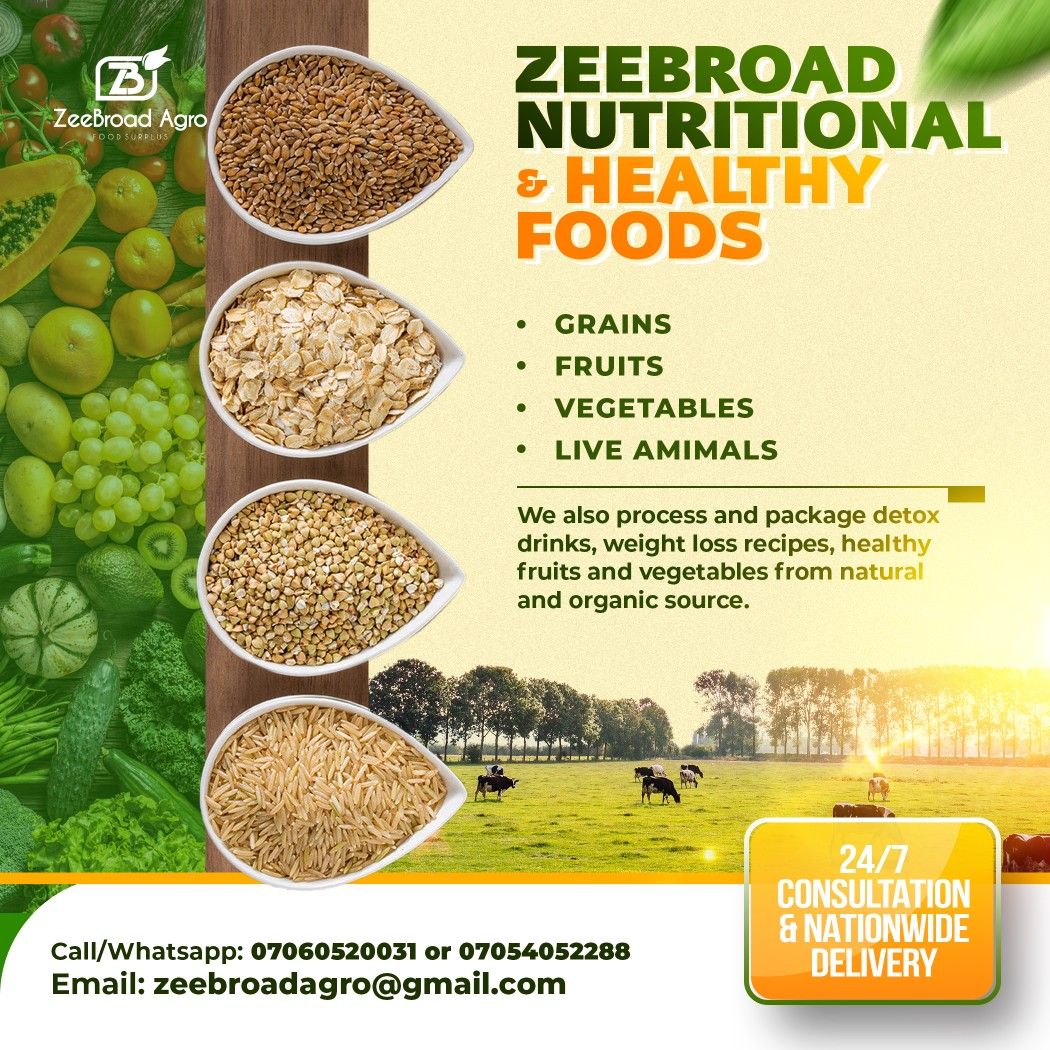 ZB
ZeeBroad Agro
FOOD SURPLUS
ZEEBROAD
NUTRITIONAL
& HEALTHY
FOODS
• GRAINS
• FRUITS
• VEGETABLES
• LIVE AMIMALS
We also process and package detox
drinks, weight loss recipes, healthy
fruits and vegetables from natural
and organic source.
24/7
CONSULTATION
& NATIONWIDE
DELIVERY
Call/Whatsapp: 07060520031 or 07054052288
Email: zeebroadagro@gmail.com